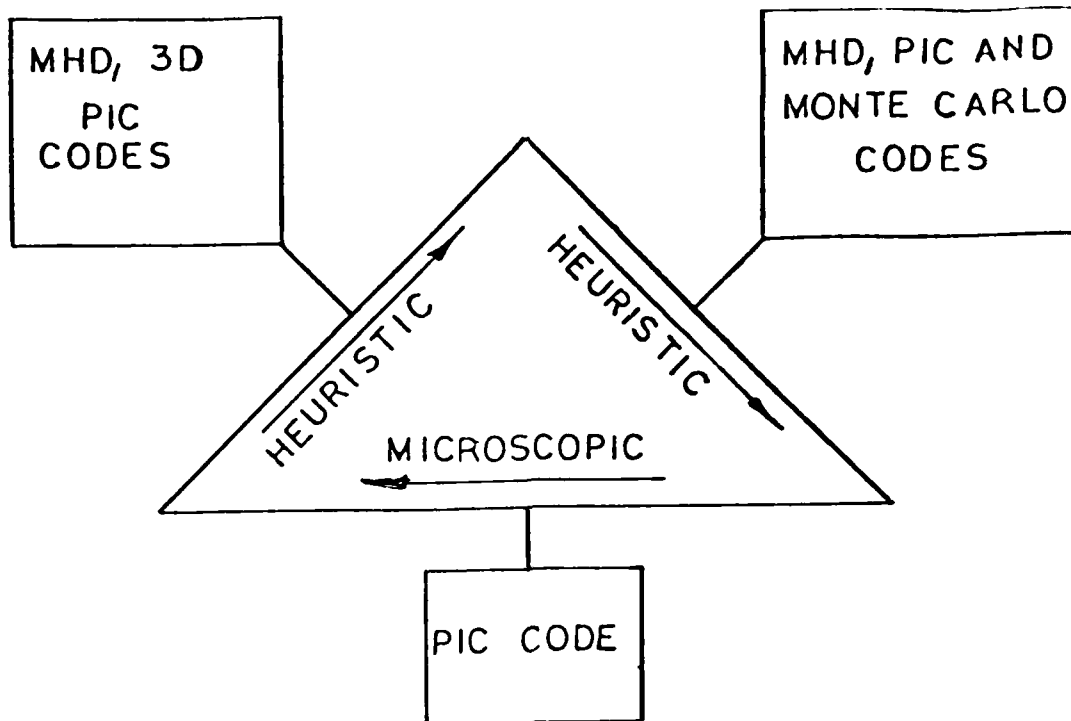 MHD, 3D
PIC
CODES
MHD, PIC AND
MONTE CARLO
CODES
HEURISTIC
HEURISTIC
MICROSCOPIC
PIC CODE